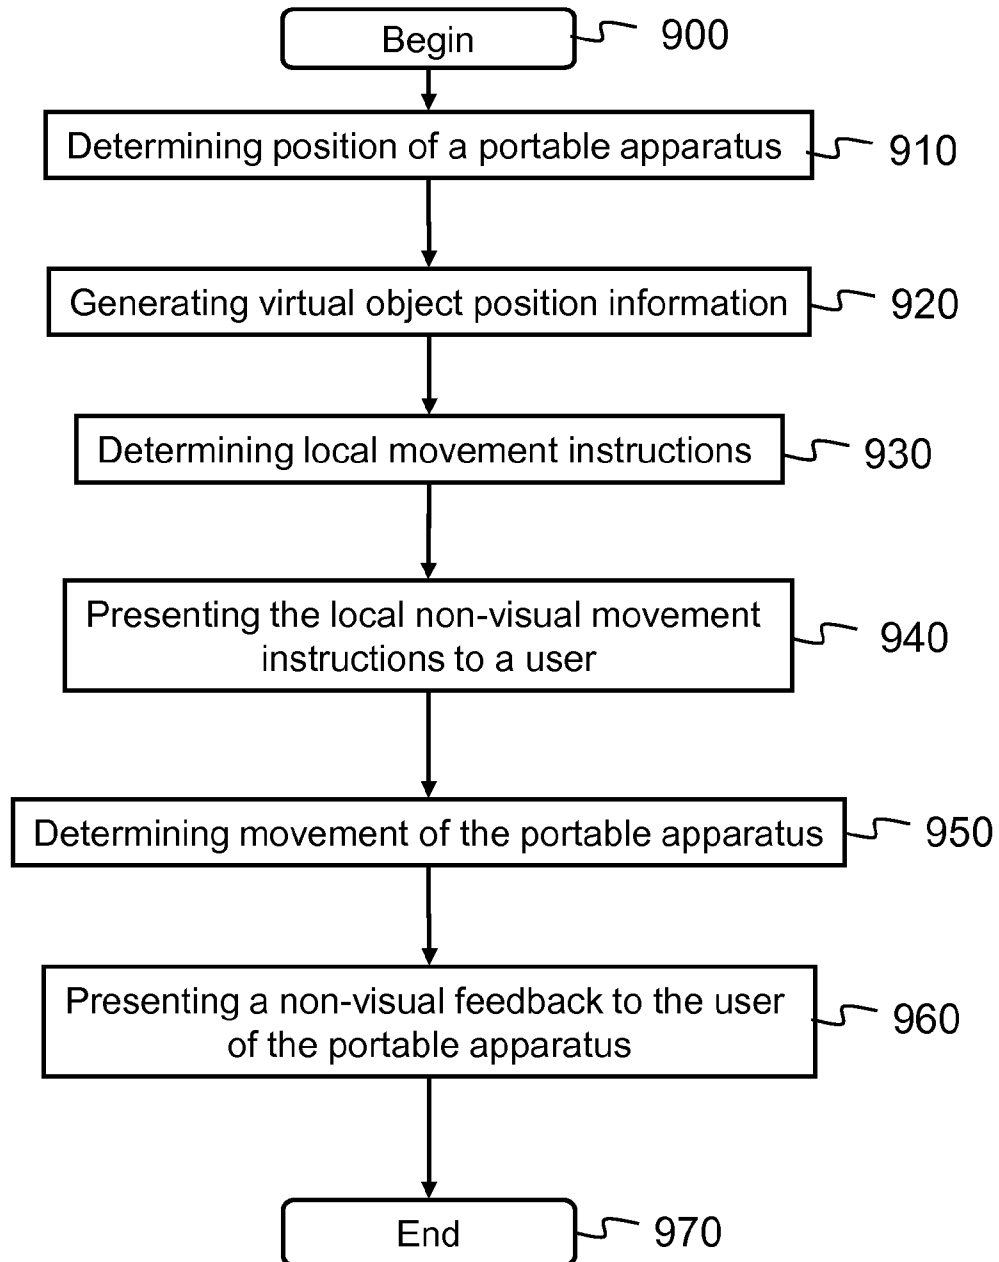 Begin
900
Determining position of a portable apparatus
910
Generating virtual object position information
920
Determining local movement instructions
930
Presenting the local non-visual movement
instructions to a user
940
Determining movement of the portable apparatus
950
Presenting a non-visual feedback to the user
of the portable apparatus
960
End
970